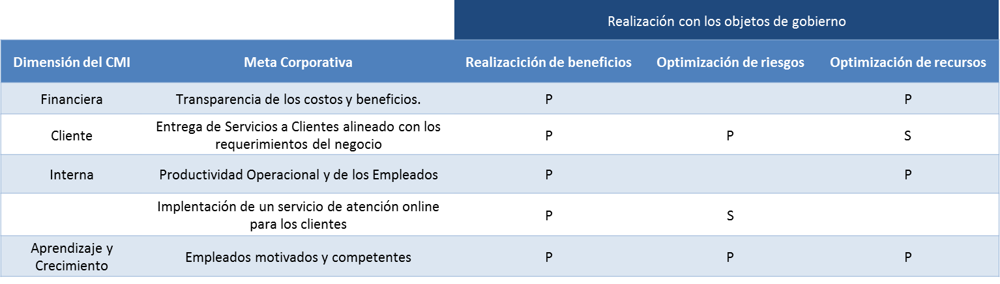 Realización con los objetos de gobierno
Dimensión del CMI Meta Corporativa Realizacición de beneficios Optimización de riesgos Optimización de recursos
Financiera Transparencia de los costos y beneficios. P P
Entrega de Servicios a Clientes alineado con los
Cliente P P S
requerimientos del negocio
Interna Productividad Operacional y de los Empleados P P
Implentación de un servicio de atención online
P S
para los clientes
Aprendizaje y
Empleados motivados y competentes P P P
Crecimiento